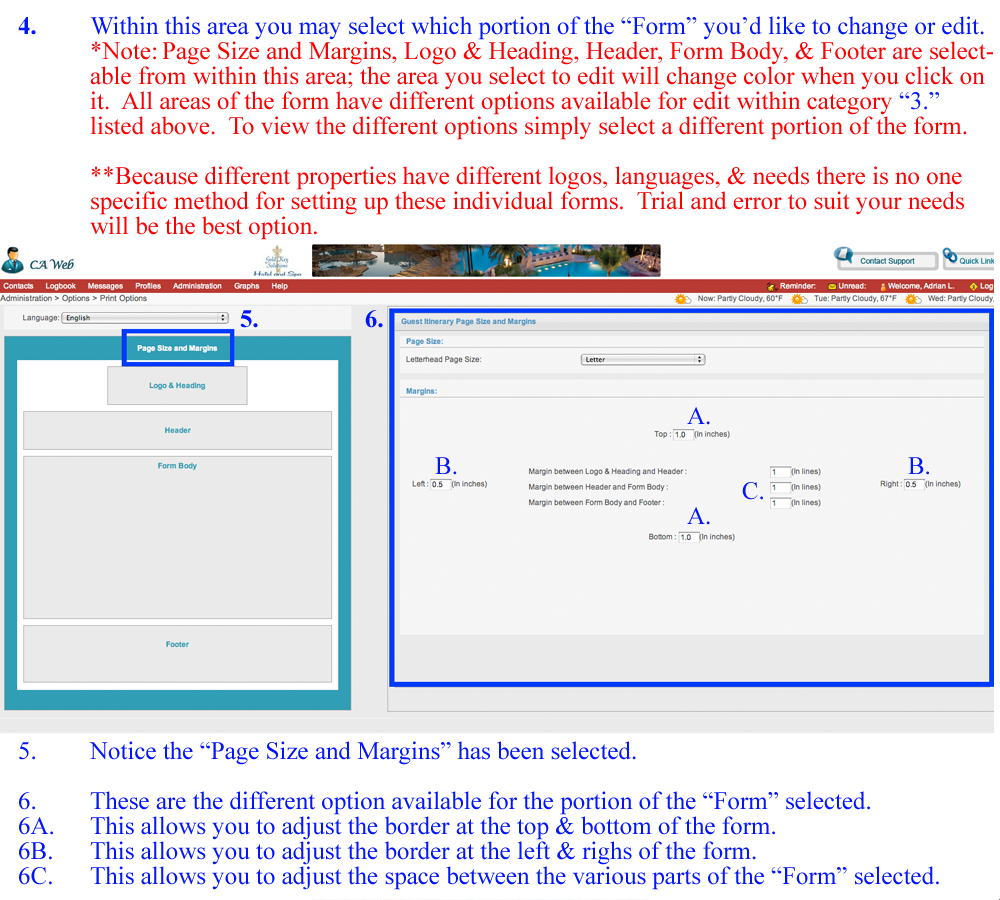 4. Within this area you may select which portion of the “Form” you’d like to change or edit.
*Note: Page Size and Margins, Logo & Heading, Header, Form Body, & Footer are select-
able from within this area; the area you select to edit will change color when you click on
it.  All areas of the form have different options available for edit within category “3.”
listed above.  To view the different options simply select a different portion of the form.
**Because different properties have different logos, languages, & needs there is no one
specific method for setting up these individual forms.  Trial and error to suit your needs
will be the best option.
CA Web
Gold Key
Solutions
Hotel and Spa
Contact Support
Quick Link
Contacts Logbook Messages Profiles Administration Graphs Help
Reminder: Unread: Welcome, Adrian L. Log
Administration > Options > Print Options
Now: Partly Cloudy, 60°F Tue: Partly Cloudy, 67°F Wed: Partly Cloudy,
Language: English
5.
6.
Page Size and Margins
Logo & Heading
Header
Form Body
Footer
Guest Itinerary Page Size and Margins
Page Size:
Letterhead Page Size: Letter
Margins:
A.
Top : 1.0 (In inches)
B.
Left : 0.5 (In inches)
Margin between Logo & Heading and Header : 1 (In lines)
Margin between Header and Form Body : 1 (In lines)
Margin between Form Body and Footer : 1 (In lines)
C.
B.
Right : 0.5 (In inches)
A.
Bottom : 1.0 (In inches)
5. Notice the “Page Size and Margins” has been selected.
6. These are the different option available for the portion of the “Form” selected.
6A. This allows you to adjust the border at the top & bottom of the form.
6B. This allows you to adjust the border at the left & righs of the form.
6C. This allows you to adjust the space between the various parts of the “Form” selected.